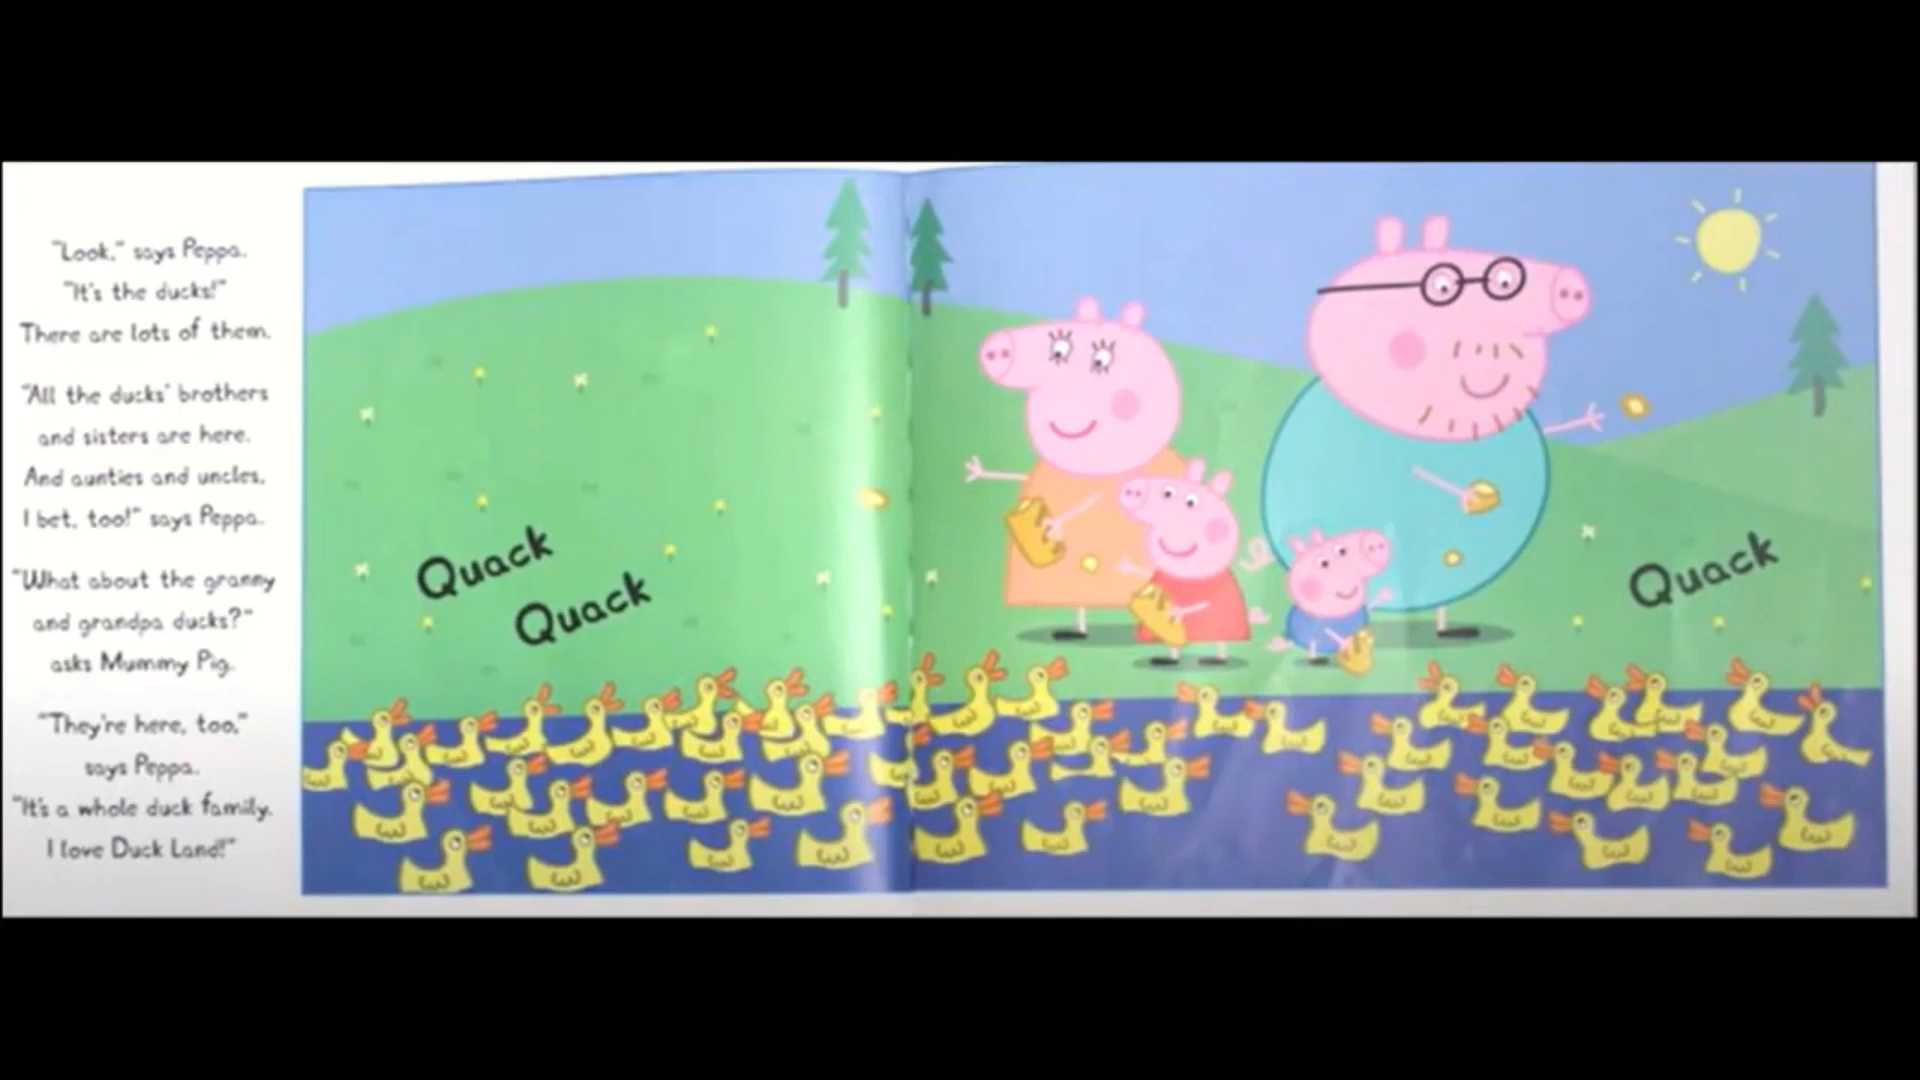 "Look," says Peppa.
"It's the ducks!"
There are lots of them.
"All the ducks' brothers
and sisters are here.
And aunties and uncles,
I bet, too!" says Peppa.
"What about the granny
and grandpa ducks?"
asks Mummy Pig.
"They're here, too,"
says Peppa.
"It's a whole duck family.
I love Duck Land!"
Quack
Quack
Quack